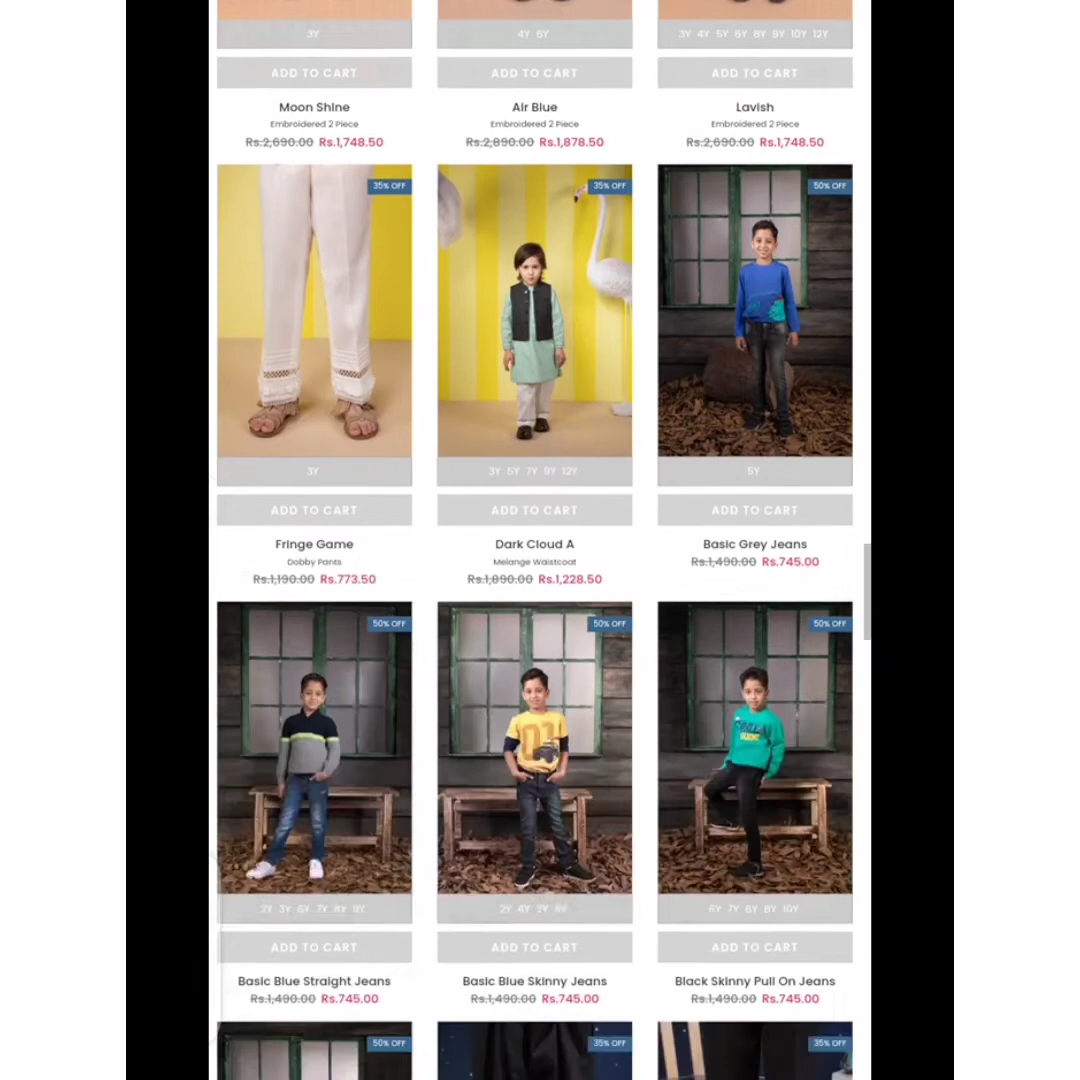 3Y
4Y 6Y
3Y 4Y 5Y 6Y 8Y 9Y 10Y 12Y
ADD TO CART
ADD TO CART
ADD TO CART
Moon Shine
Air Blue
Lavish
Embroidered 2 Piece
Embroidered 2 Piece
Embroidered 2 Piece
Rs.2,690.00 Rs.1,748.50
Rs.2,890.00 Rs.1,878.50
Rs.2,690.00 Rs.1,748.50
35% OFF
35% OFF
50% OFF
3Y
3Y 5Y 7Y 9Y 12Y
5Y
ADD TO CART
ADD TO CART
ADD TO CART
Fringe Game
Dark Cloud A
Basic Grey Jeans
Dobby Pants
Melange Waistcoat
Rs.1,190.00 Rs.773.50
Rs.1,890.00 Rs.1,228.50
Rs.1,490.00 Rs.745.00
50% OFF
50% OFF
50% OFF
01
ADD TO CART
ADD TO CART
ADD TO CART
Basic Blue Straight Jeans
Basic Blue Skinny Jeans
Black Skinny Pull On Jeans
Rs.1,490.00 Rs.745.00
Rs.1,490.00 Rs.745.00
Rs.1,490.00 Rs.745.00
50% OFF
35% OFF
35% OFF